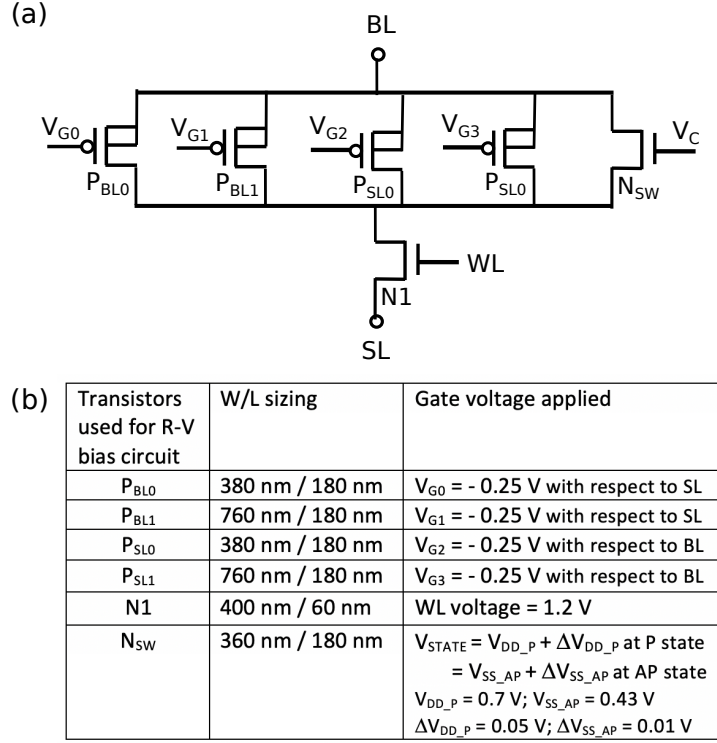 (a)
BL
V_G0
V_G1
V_G2
V_G3
V_C
P_BL0
P_BL1
P_SL0
P_SL0
N_SW
WL
N1
SL
(b)
Transistors used for R-V bias circuit
W/L sizing
Gate voltage applied
P_BL0
380 nm / 180 nm
V_G0 = - 0.25 V with respect to SL
P_BL1
760 nm / 180 nm
V_G1 = - 0.25 V with respect to SL
P_SL0
380 nm / 180 nm
V_G2 = - 0.25 V with respect to BL
P_SL1
760 nm / 180 nm
V_G3 = - 0.25 V with respect to BL
N1
400 nm / 60 nm
WL voltage = 1.2 V
N_SW
360 nm / 180 nm
V_STATE = V_DD_P + ΔV_DD_P at P state
= V_SS_AP + ΔV_SS_AP at AP state
V_DD_P = 0.7 V; V_SS_AP = 0.43 V
ΔV_DD_P = 0.05 V; ΔV_SS_AP = 0.01 V